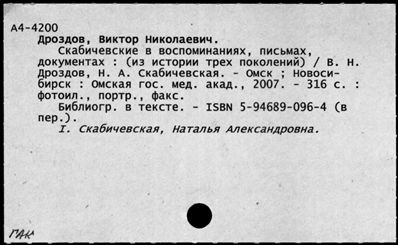 А4-4200
Дроздов, Виктор Николаевич.
Скабичевские в воспоминаниях, письмах,
документах : (из истории трех поколений) / В. Н.
Дроздов, Н. А. Скабичевская. - Омск ; Новоси-
бирск : Омская гос. мед. акад., 2007. - 316 с. :
фотоил., портр., факс.
Библиогр. в тексте. - ISBN 5-94689-096-4 (в
пер.).
I. Скабичевская, Наталья Александровна.
ГАК